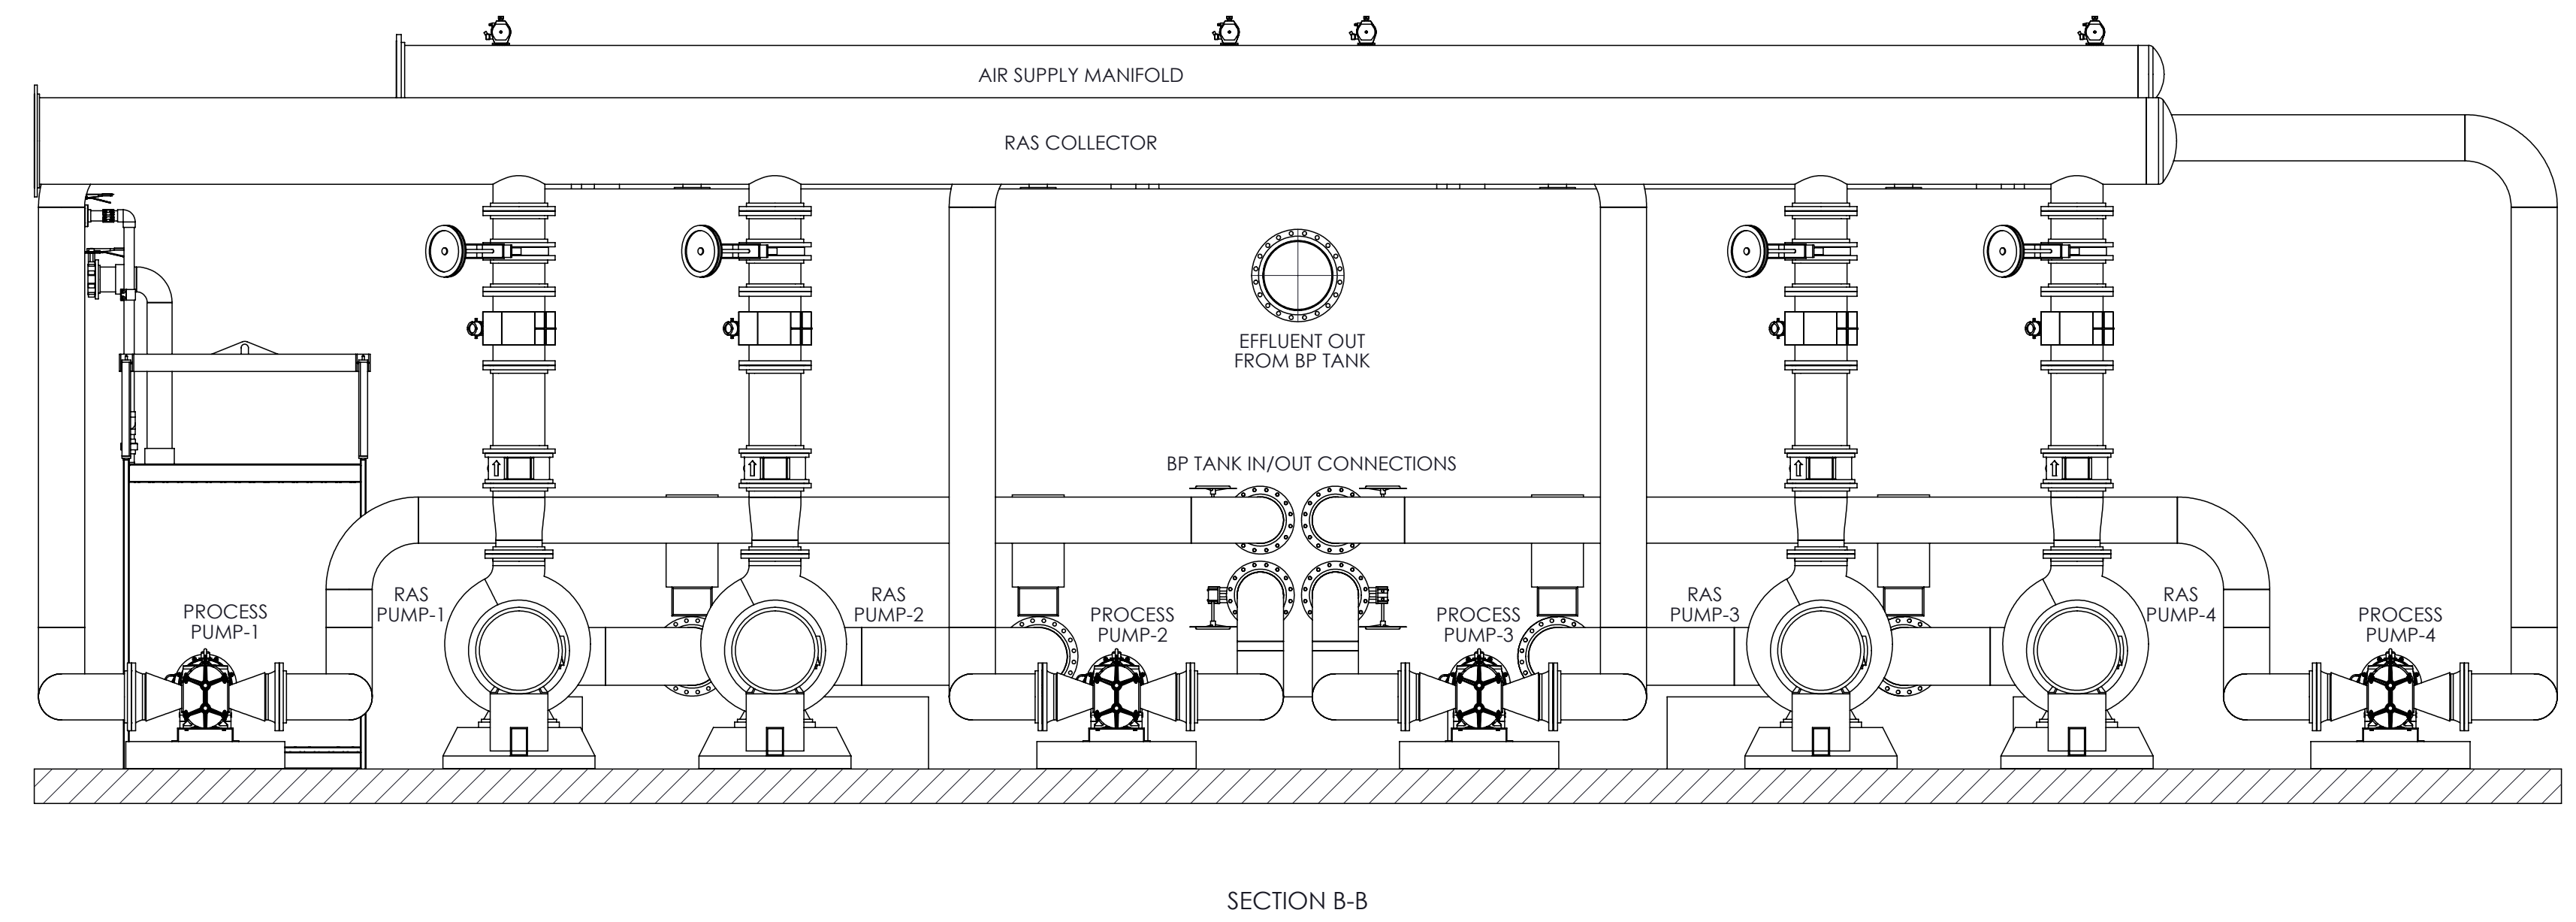 AIR SUPPLY MANIFOLD
RAS COLLECTOR
EFFLUENT OUT
FROM BP TANK
BP TANK IN/OUT CONNECTIONS
PROCESS
PUMP-1
RAS
PUMP-1
RAS
PUMP-2
PROCESS
PUMP-2
PROCESS
PUMP-3
RAS
PUMP-3
RAS
PUMP-4
PROCESS
PUMP-4
SECTION B-B